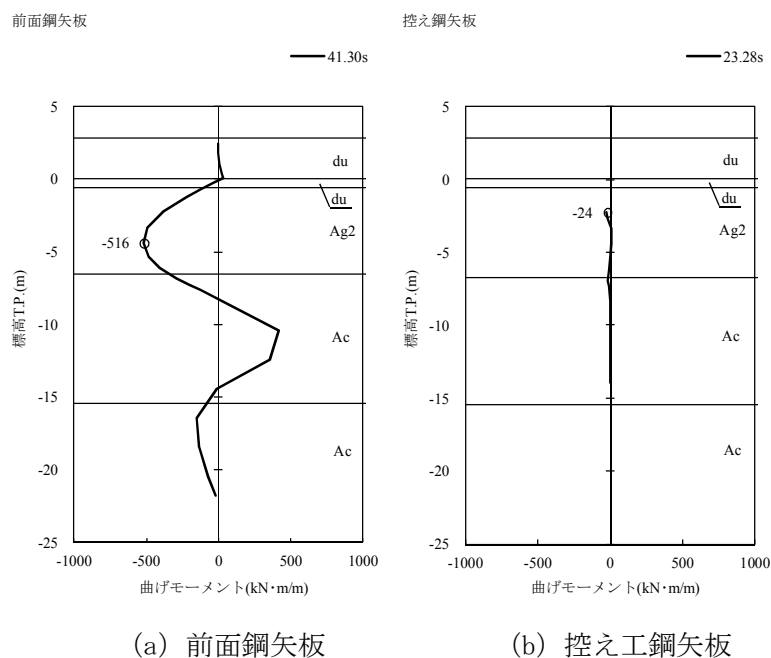 前面鋼矢板
41.30s
5
0
-5
-10
-15
-20
-25
標高T.P.(m)
du
du
Ag2
-516
Ac
Ac
-1000 -500 0 500 1000
曲げモーメント(kN･m/m)
(a) 前面鋼矢板
控え鋼矢板
23.28s
5
0
-5
-10
-15
-20
-25
標高T.P.(m)
du
du
-24
Ag2
Ac
Ac
-1000 -500 0 500 1000
曲げモーメント(kN･m/m)
(b) 控え工鋼矢板